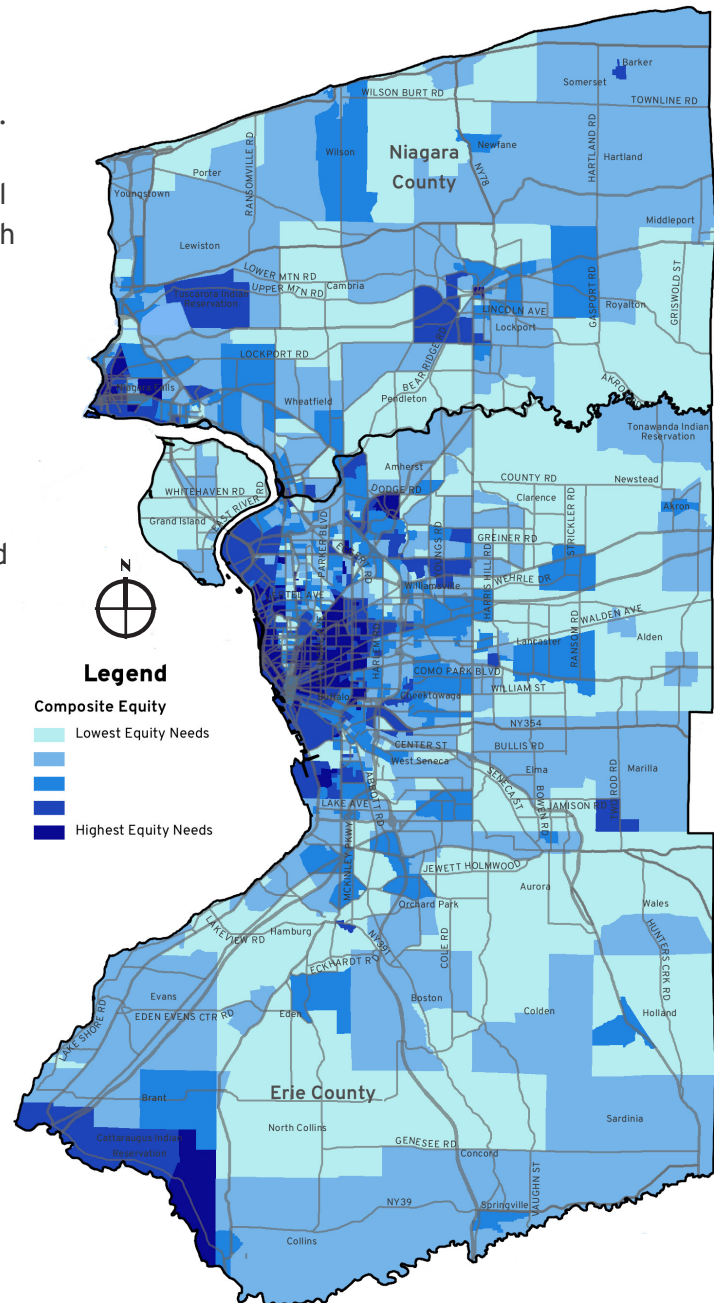 .
l
h
d
Barker
Somerset
WILSON BURT RD
TOWNLINE RD
Wilson
Niagara
County
Newfane
NY78
HARTLAND RD
Hartland
Porter
RANSOMVILLE RD
Youngstown
Middleport
Lewiston
LOWER MTN RD
UPPER MTN RD
Cambria
Tuscarora Indian
Reservation
GASPORT RD
Royalton
GRISWOLD ST
LINCOLN AVE
Lockport
LOCKPORT RD
BEAR RIDGE RD
Niagara Falls
Wheatfield
Pendleton
Tonawanda Indian
Reservation
Amherst
COUNTY RD
Newstead
WHITEHAVEN RD
DODGE RD
Clarence
STRICKLER RD
Akron
Grand Island
EAST RIVER RD
PARKER BLVD
GREINER RD
HARRIS HILL RD
WEHRLE DR
Williamsville
N
WALDEN AVE
Alden
Lancaster
RANSOM RD
COMO PARK BLVD
WILLIAM ST
Buffalo
Cheektowaga
Legend
Composite Equity
Lowest Equity Needs
Highest Equity Needs
NY354
CENTER ST
BULLIS RD
West Seneca
Elma
Marilla
SENECA ST
BOWEN RD
TWO ROD RD
JAMISON RD
LAKE AVE
ABBOTT RD
MCKINLEY PKWY
JEWETT HOLMWOOD
Aurora
Orchard Park
Wales
LAKEVIEW RD
Hamburg
NY391
COLE RD
HUNTERS CRK RD
ECKHARDT RD
Evans
Boston
EDEN EVENS CTR RD
Eden
Colden
Holland
LAKE SHORE RD
Erie County
Brant
North Collins
Sardinia
Cattaraugus Indian
Reservation
GENESEE RD
Concord
VAUGHN ST
NY39
Springville
Collins